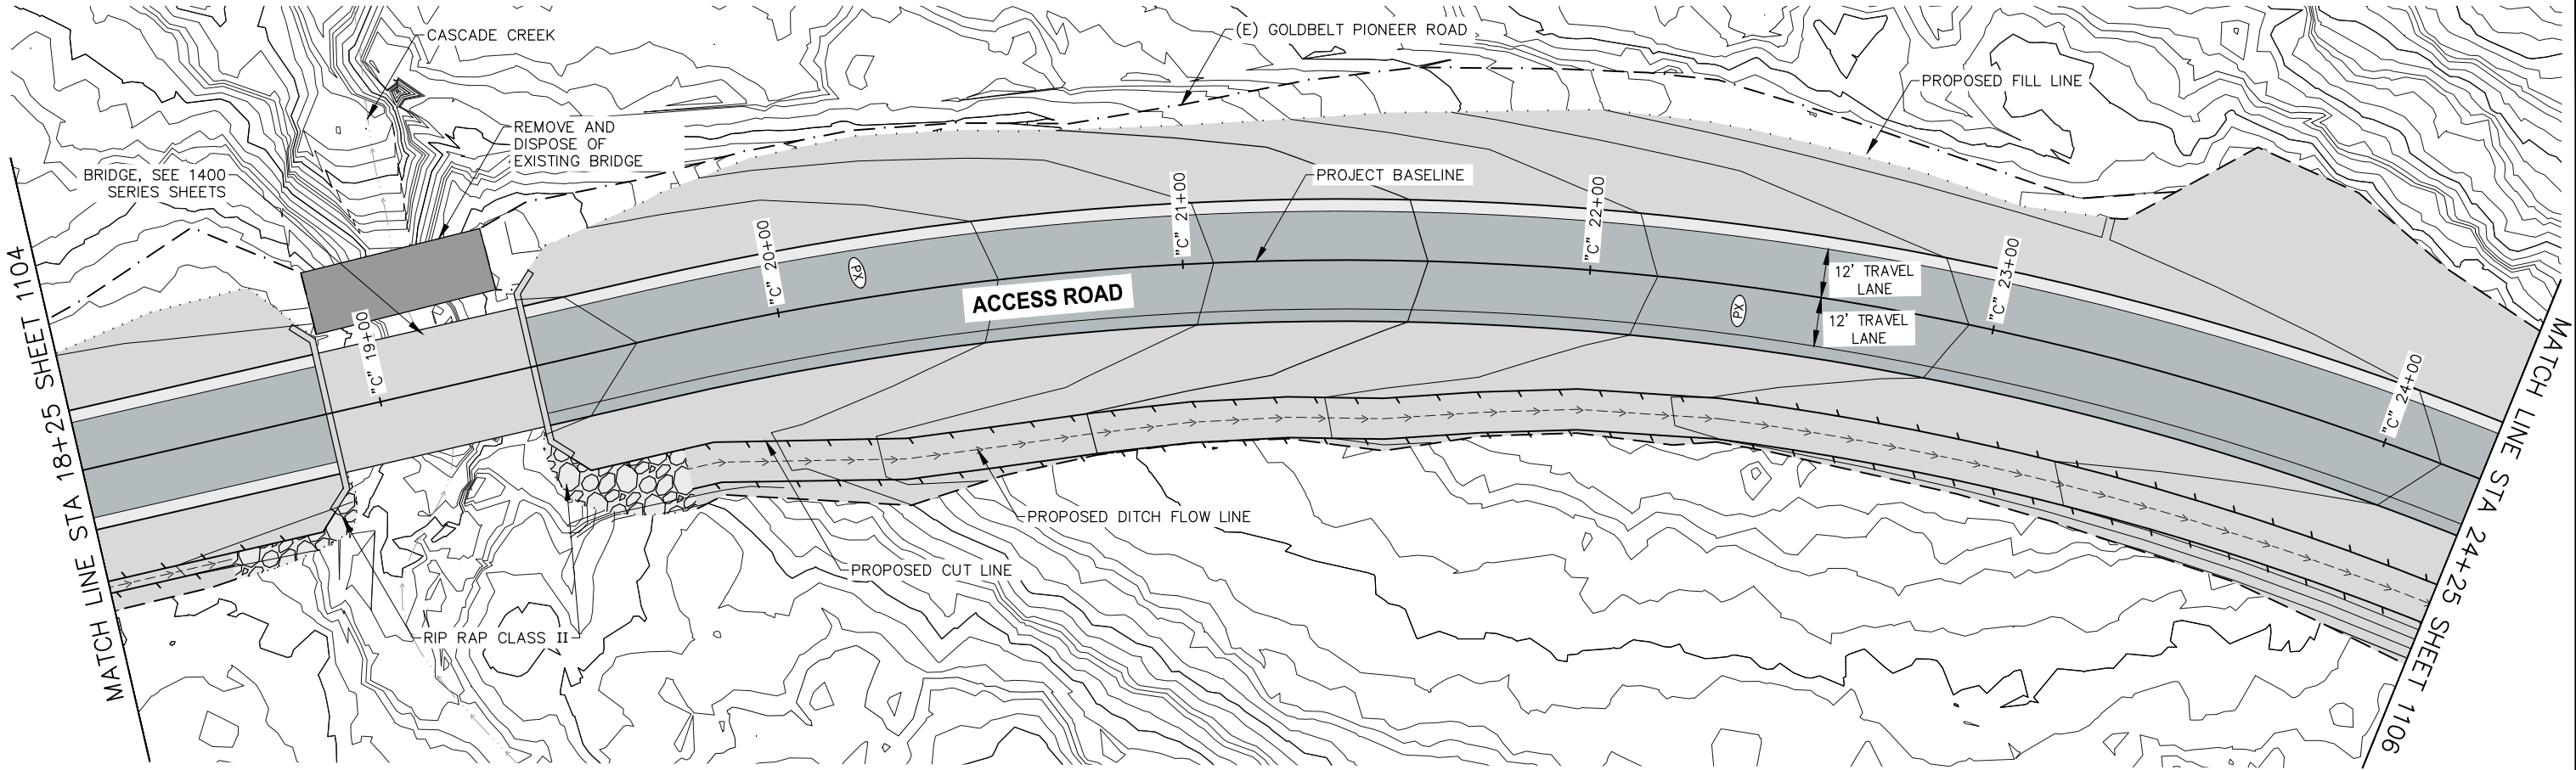 CASCADE CREEK
(E) GOLDBELT PIONEER ROAD
PROPOSED FILL LINE
REMOVE AND
DISPOSE OF
EXISTING BRIDGE
BRIDGE, SEE 1400
SERIES SHEETS
PROJECT BASELINE
"C" 19+00
"C" 20+00
"C" 21+00
"C" 22+00
"C" 23+00
"C" 24+00
PX
PX
ACCESS ROAD
12' TRAVEL
LANE
12' TRAVEL
LANE
PROPOSED DITCH FLOW LINE
PROPOSED CUT LINE
RIP RAP CLASS II
MATCH LINE STA 18+25 SHEET 1104
MATCH LINE STA 24+25 SHEET 1106